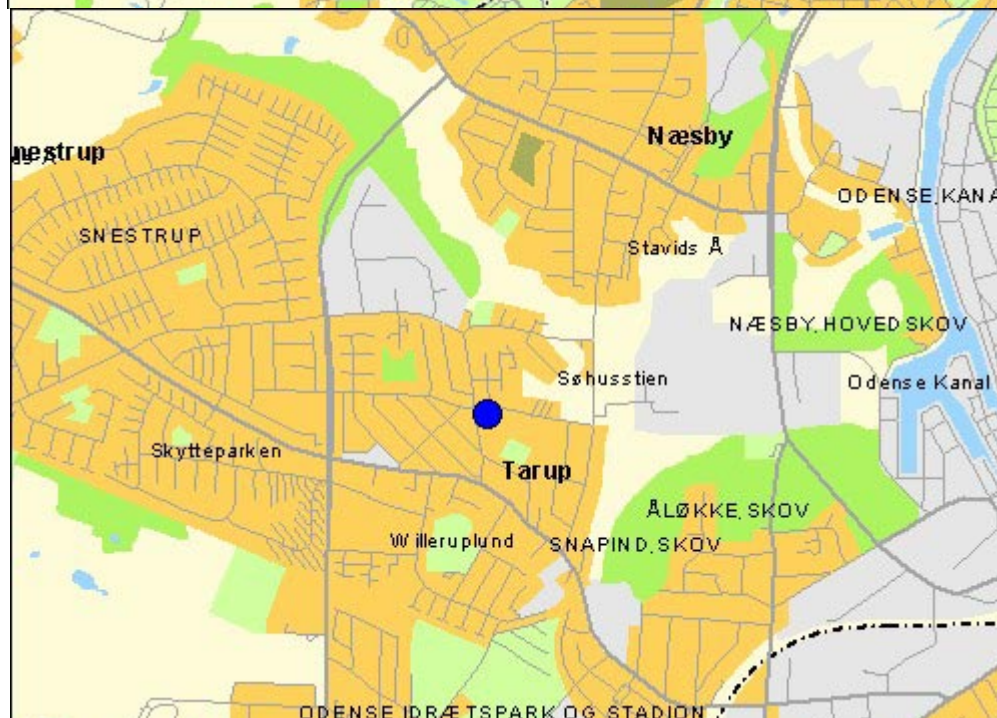 Næsby
nestrup
ODENSE, KANA
SNESTRUP
Stavids Å
NÆSBY, HOVEDSKOV
Søhusstien
Odense Kanal
Skytteparken
Tarup
ÅLØKKE, SKOV
Willeruplund
SNAPIND, SKOV
ODENSE IDRÆTSPARK OG STADION